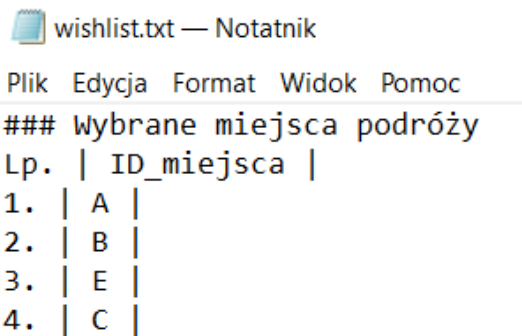 wishlist.txt — Notatnik
Plik Edycja Format Widok Pomoc
### Wybrane miejsca podróży
Lp. | ID_miejsca |
1. | A |
2. | B |
3. | E |
4. | C |